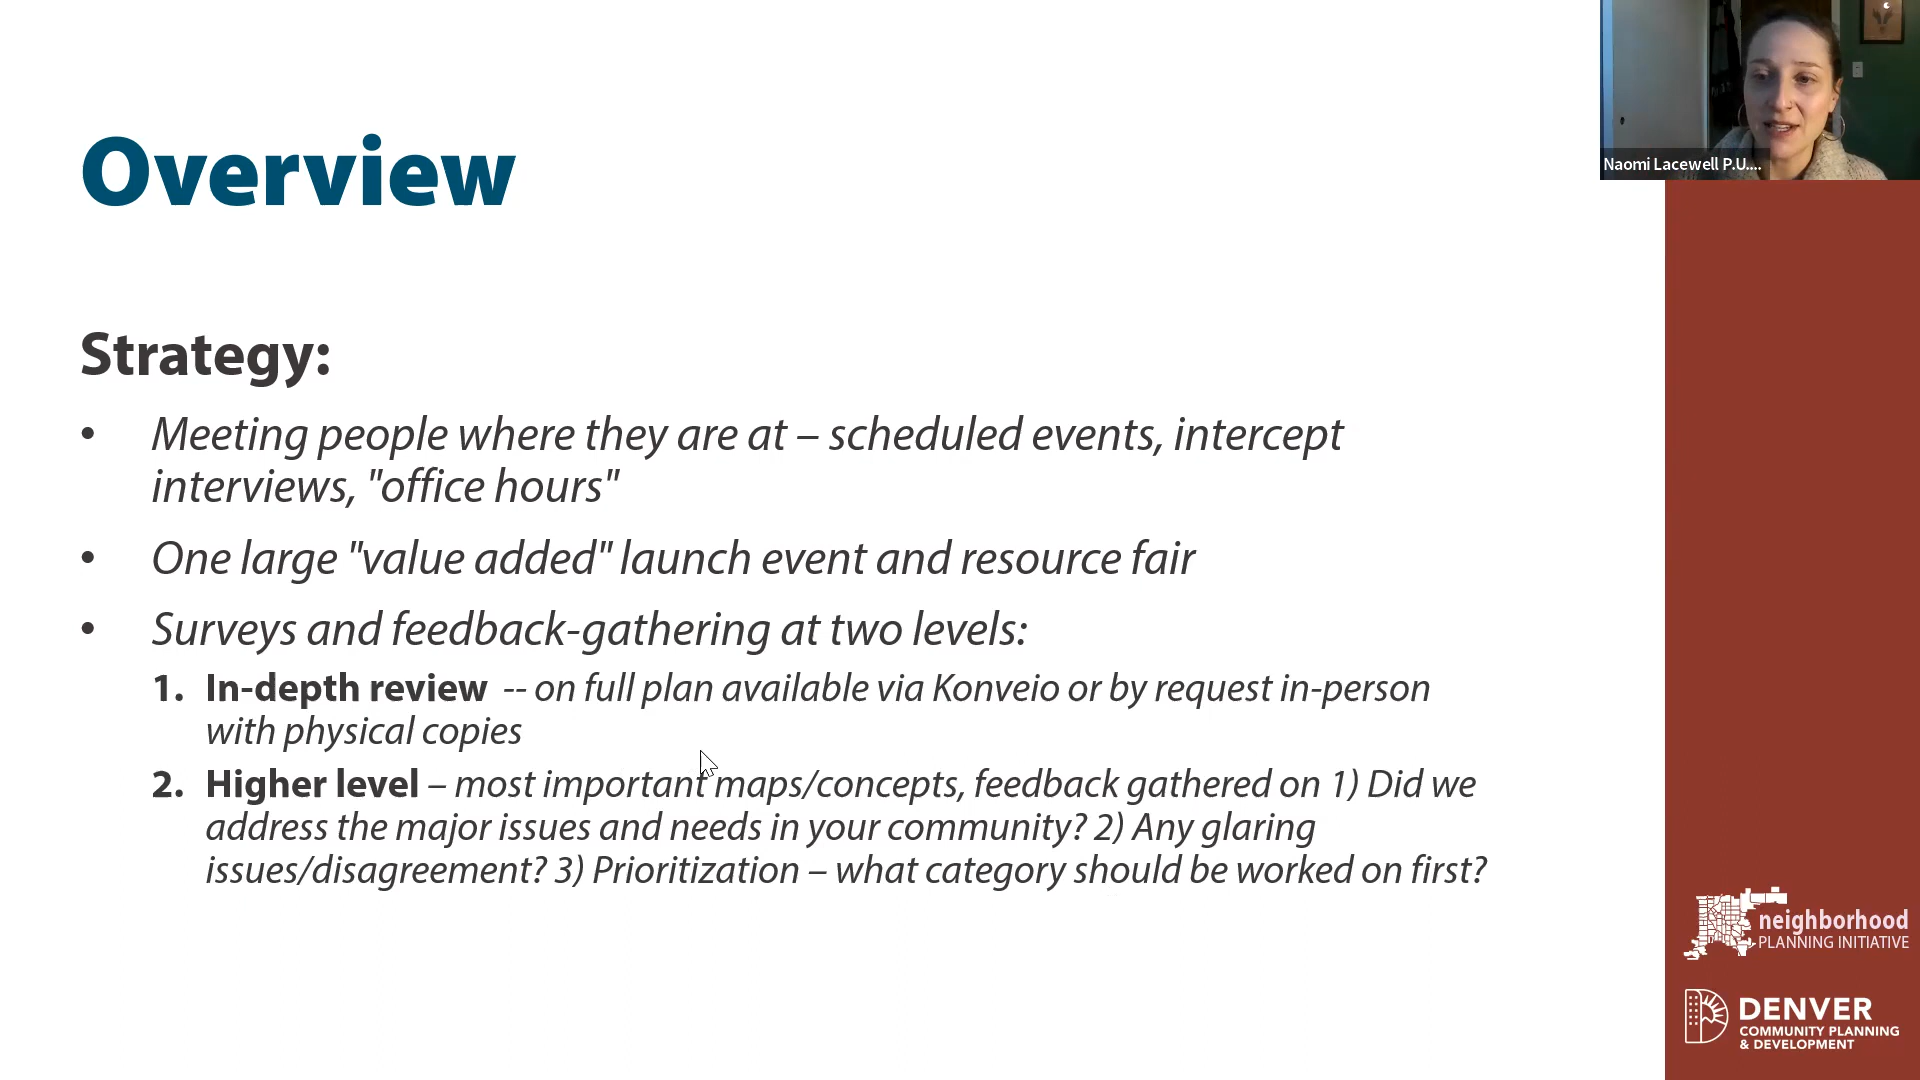 Overview
Naomi Lacewell P.U....
Strategy:
• Meeting people where they are at – scheduled events, intercept
interviews, "office hours"
• One large "value added" launch event and resource fair
• Surveys and feedback-gathering at two levels:
1. In-depth review -- on full plan available via Konveio or by request in-person
with physical copies
2. Higher level – most important maps/concepts, feedback gathered on 1) Did we
address the major issues and needs in your community? 2) Any glaring
issues/disagreement? 3) Prioritization – what category should be worked on first?
neighborhood
PLANNING INITIATIVE
DENVER
COMMUNITY PLANNING
& DEVELOPMENT